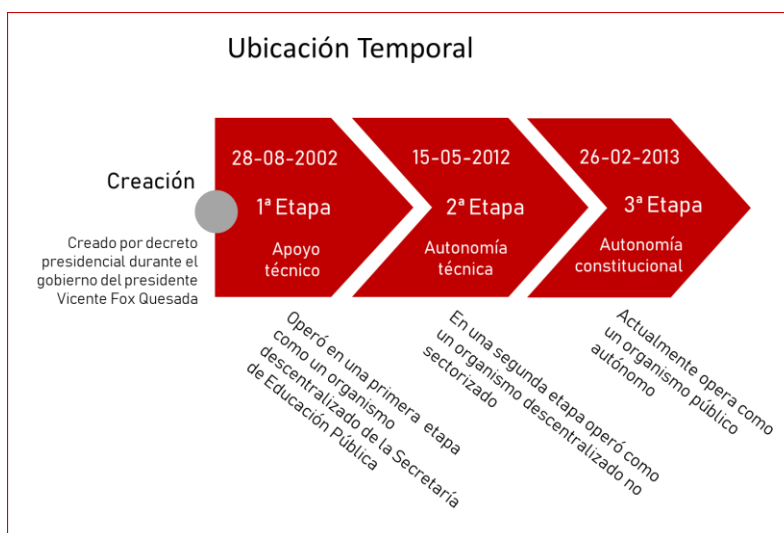 Ubicación Temporal
Creación
Creado por decreto
presidencial durante el
gobierno del presidente
Vicente Fox Quesada
28-08-2002
1ª Etapa
Apoyo
técnico
15-05-2012
2ª Etapa
Autonomía
técnica
26-02-2013
3ª Etapa
Autonomía
constitucional
Operó en una primera etapa
como un organismo
descentralizado de la Secretaría
de Educación Pública
En una segunda etapa operó como
un organismo descentralizado no
sectorizado
Actualmente opera como
un organismo público
autónomo